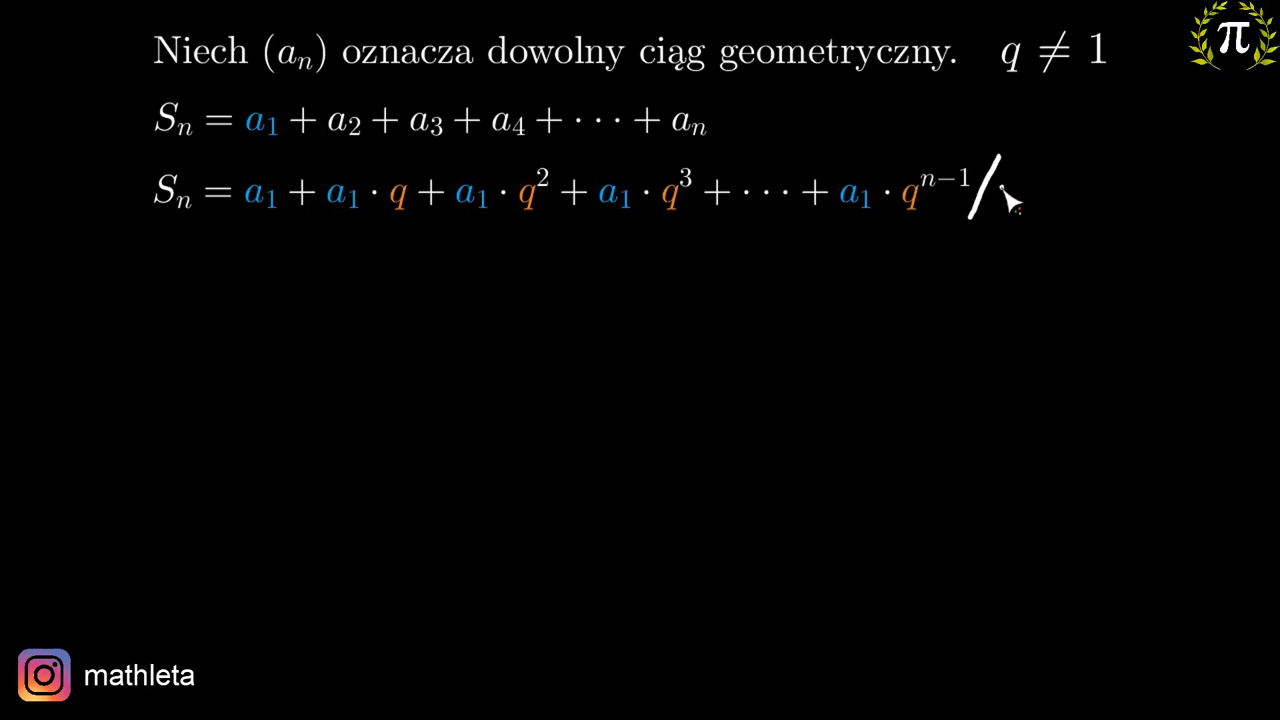 Niech (aₙ) oznacza dowolny ciąg geometryczny. q ≠ 1
Sₙ = a₁ + a₂ + a₃ + a₄ + ··· + aₙ
Sₙ = a₁ + a₁ · q + a₁ · q² + a₁ · q³ + ··· + a₁ · qⁿ⁻¹ /
π
mathleta